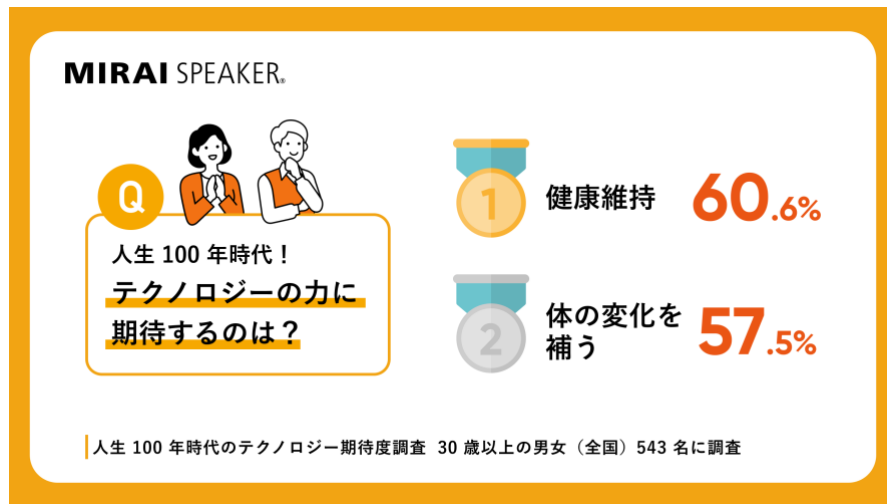 MIRAI SPEAKER®
Q
人生 100 年時代！
テクノロジーの力に
期待するのは？
1
健康維持
60.6%
2
体の変化を
補う
57.5%
人生 100 年時代のテクノロジー期待度調査 30 歳以上の男女（全国）543 名に調査